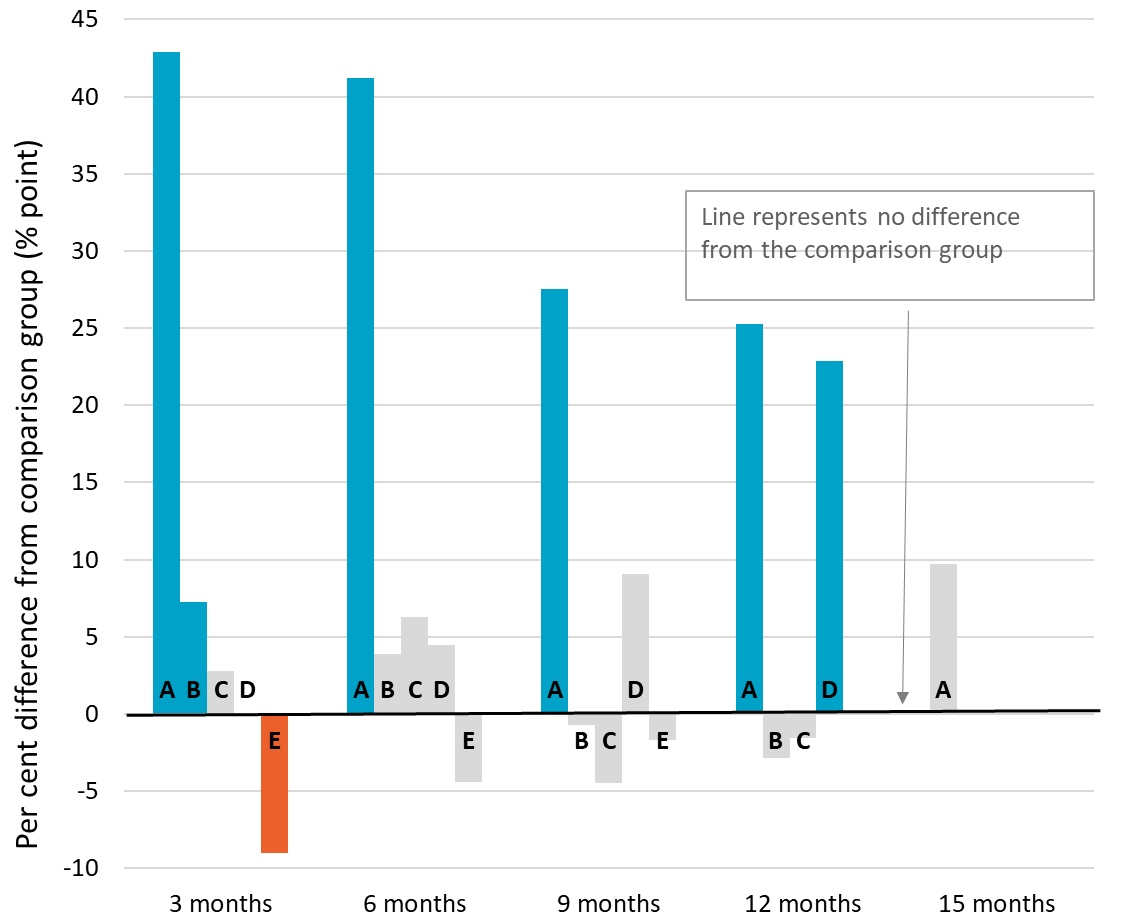 Per cent difference from comparison group (% point)
45
40
35
30
25
20
15
10
5
0
-5
-10
Line represents no difference
from the comparison group
A B C D
E
A B C D
E
A
D
B C
E
A
D
B C
A
3 months
6 months
9 months
12 months
15 months